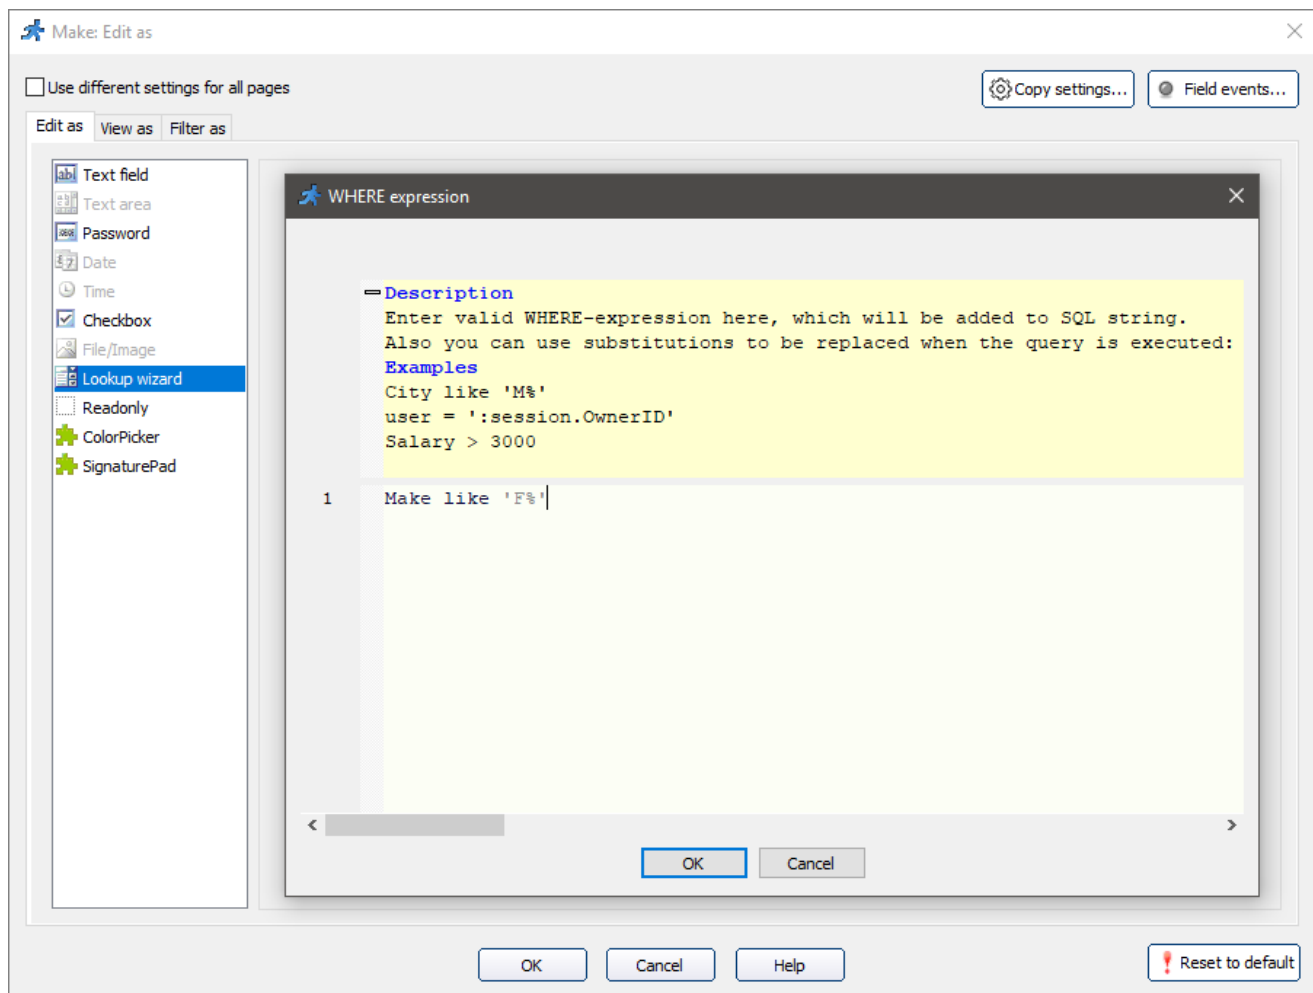 Make: Edit as
Use different settings for all pages
Copy settings...
Field events...
Edit as
View as
Filter as
Text field
Text area
Password
Date
Time
Checkbox
File/Image
Lookup wizard
Readonly
ColorPicker
SignaturePad
WHERE expression
Description
Enter valid WHERE-expression here, which will be added to SQL string.
Also you can use substitutions to be replaced when the query is executed:
Examples
City like 'M%'
user = ':session.OwnerID'
Salary > 3000
1 Make like 'F%'
OK
Cancel
OK
Cancel
Help
Reset to default